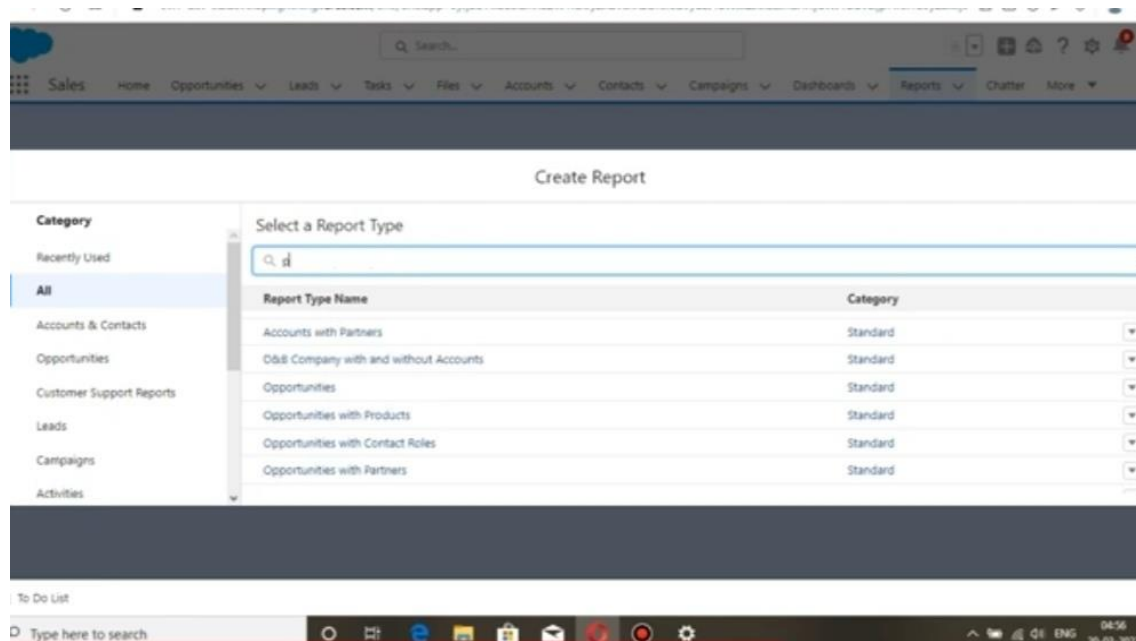 Search...
Sales Home Opportunities Leads Tasks Files Accounts Contacts Campaigns Dashboards Reports Chatter More
Create Report
Category
Recently Used
All
Accounts & Contacts
Opportunities
Customer Support Reports
Leads
Campaigns
Activities
Select a Report Type
Report Type Name Category
Accounts with Partners Standard
D&B Company with and without Accounts Standard
Opportunities Standard
Opportunities with Products Standard
Opportunities with Contact Roles Standard
Opportunities with Partners Standard
To Do List
Type here to search
ENG 04:56